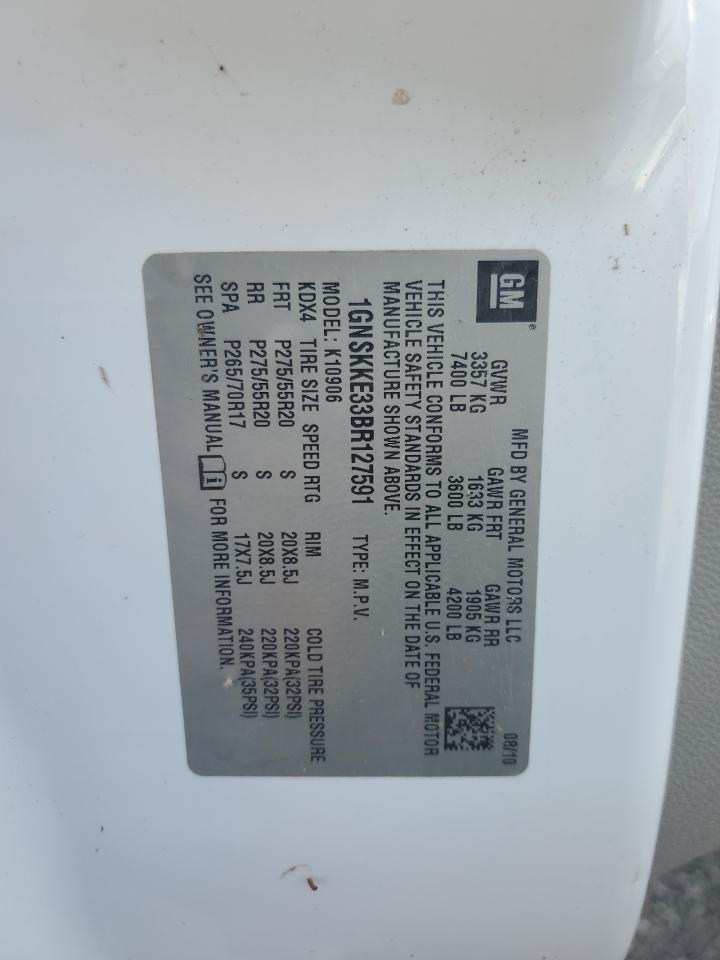 GM ®
MFD BY GENERAL MOTORS LLC 08/10
GVWR GAWR FRT GAWR RR
3357 KG 1633 KG 1905 KG
7400 LB 3600 LB 4200 LB
THIS VEHICLE CONFORMS TO ALL APPLICABLE U.S. FEDERAL MOTOR
VEHICLE SAFETY STANDARDS IN EFFECT ON THE DATE OF
MANUFACTURE SHOWN ABOVE.
1GNSKKE33BR127591 TYPE: M.P.V.
MODEL: K10906
KDX4 TIRE SIZE SPEED RTG RIM COLD TIRE PRESSURE
FRT P275/55R20 S 20X8.5J 220KPA(32PSI)
RR P275/55R20 S 20X8.5J 220KPA(32PSI)
SPA P265/70R17 S 17X7.5J 240KPA(35PSI)
SEE OWNER'S MANUAL FOR MORE INFORMATION.